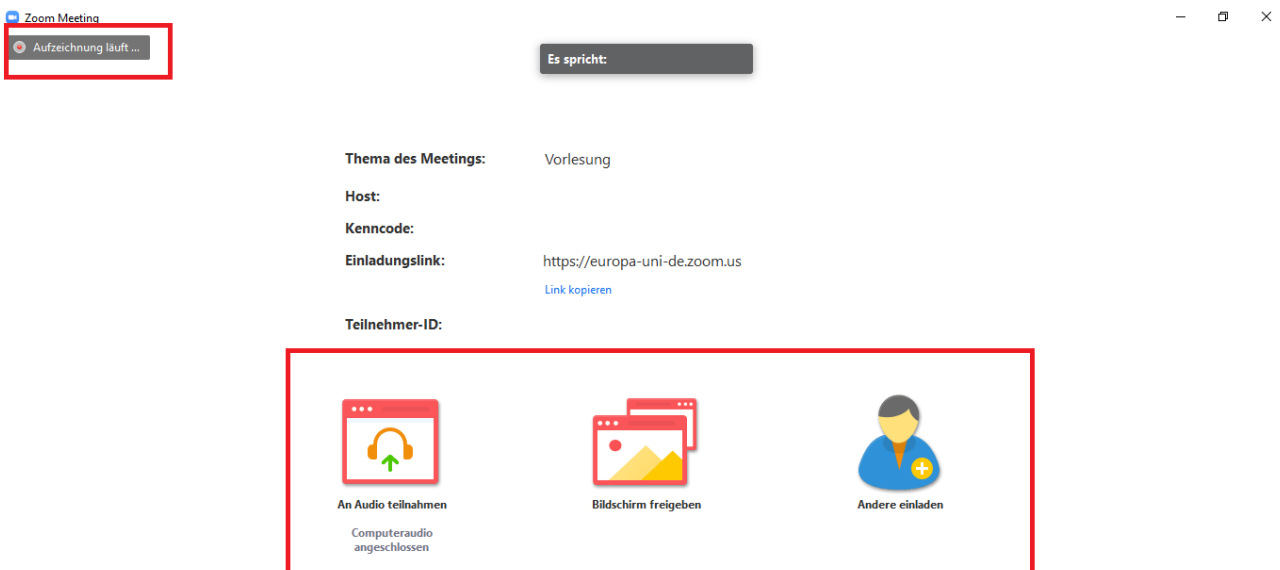 Zoom Meeting
Aufzeichnung läuft ...
Es spricht:
Thema des Meetings: Vorlesung
Host:
Kenncode:
Einladungslink: https://europa-uni-de.zoom.us
Link kopieren
Teilnehmer-ID:
An Audio teilnahmen Bildschirm freigeben Andere einladen
Computeraudio
angeschlossen